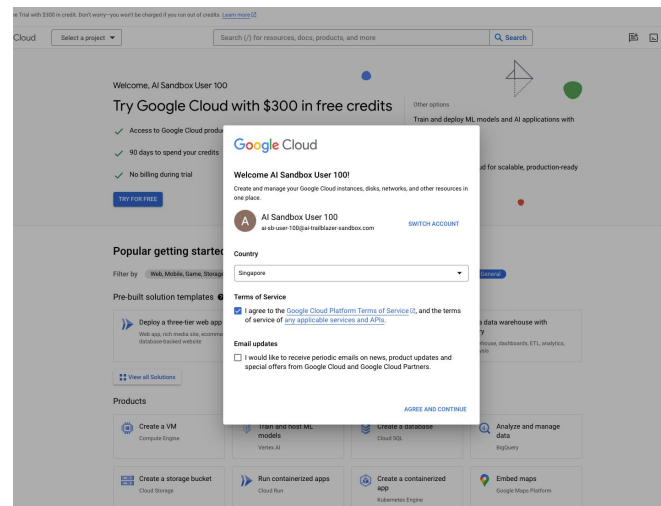 e Trial with $300 in credit. Don't worry—you won't be charged if you run out of credits. Learn more
Cloud
Select a project
Search (/) for resources, docs, products, and more
Search
Welcome, AI Sandbox User 100
Try Google Cloud with $300 in free credits
Access to Google Cloud produ
90 days to spend your credits
No billing during trial
TRY FOR FREE
Other options
Train and deploy ML models and AI applications with
ud for scalable, production-ready
Google Cloud
Welcome AI Sandbox User 100!
Create and manage your Google Cloud instances, disks, networks, and other resources in
one place.
A
AI Sandbox User 100
ai-sb-user-100@ai-trailblazer-sandbox.com
SWITCH ACCOUNT
Country
Singapore
Terms of Service
I agree to the Google Cloud Platform Terms of Service, and the terms
of service of any applicable services and APIs.
Email updates
I would like to receive periodic emails on news, product updates and
special offers from Google Cloud and Google Cloud Partners.
AGREE AND CONTINUE
Popular getting started
Filter by
Web, Mobile, Game, Storage
General
Pre-built solution templates
Deploy a three-tier web app
Web app, rich media site, ecomme
database-backed website
a data warehouse with
ry
ehouse, dashboards, ETL, analytics,
View all Solutions
Products
Create a VM
Compute Engine
Train and host ML
models
Vertex AI
Create a database
Cloud SQL
Analyze and manage
data
BigQuery
Create a storage bucket
Cloud Storage
Run containerized apps
Cloud Run
Create a containerized
app
Kubernetes Engine
Embed maps
Google Maps Platform